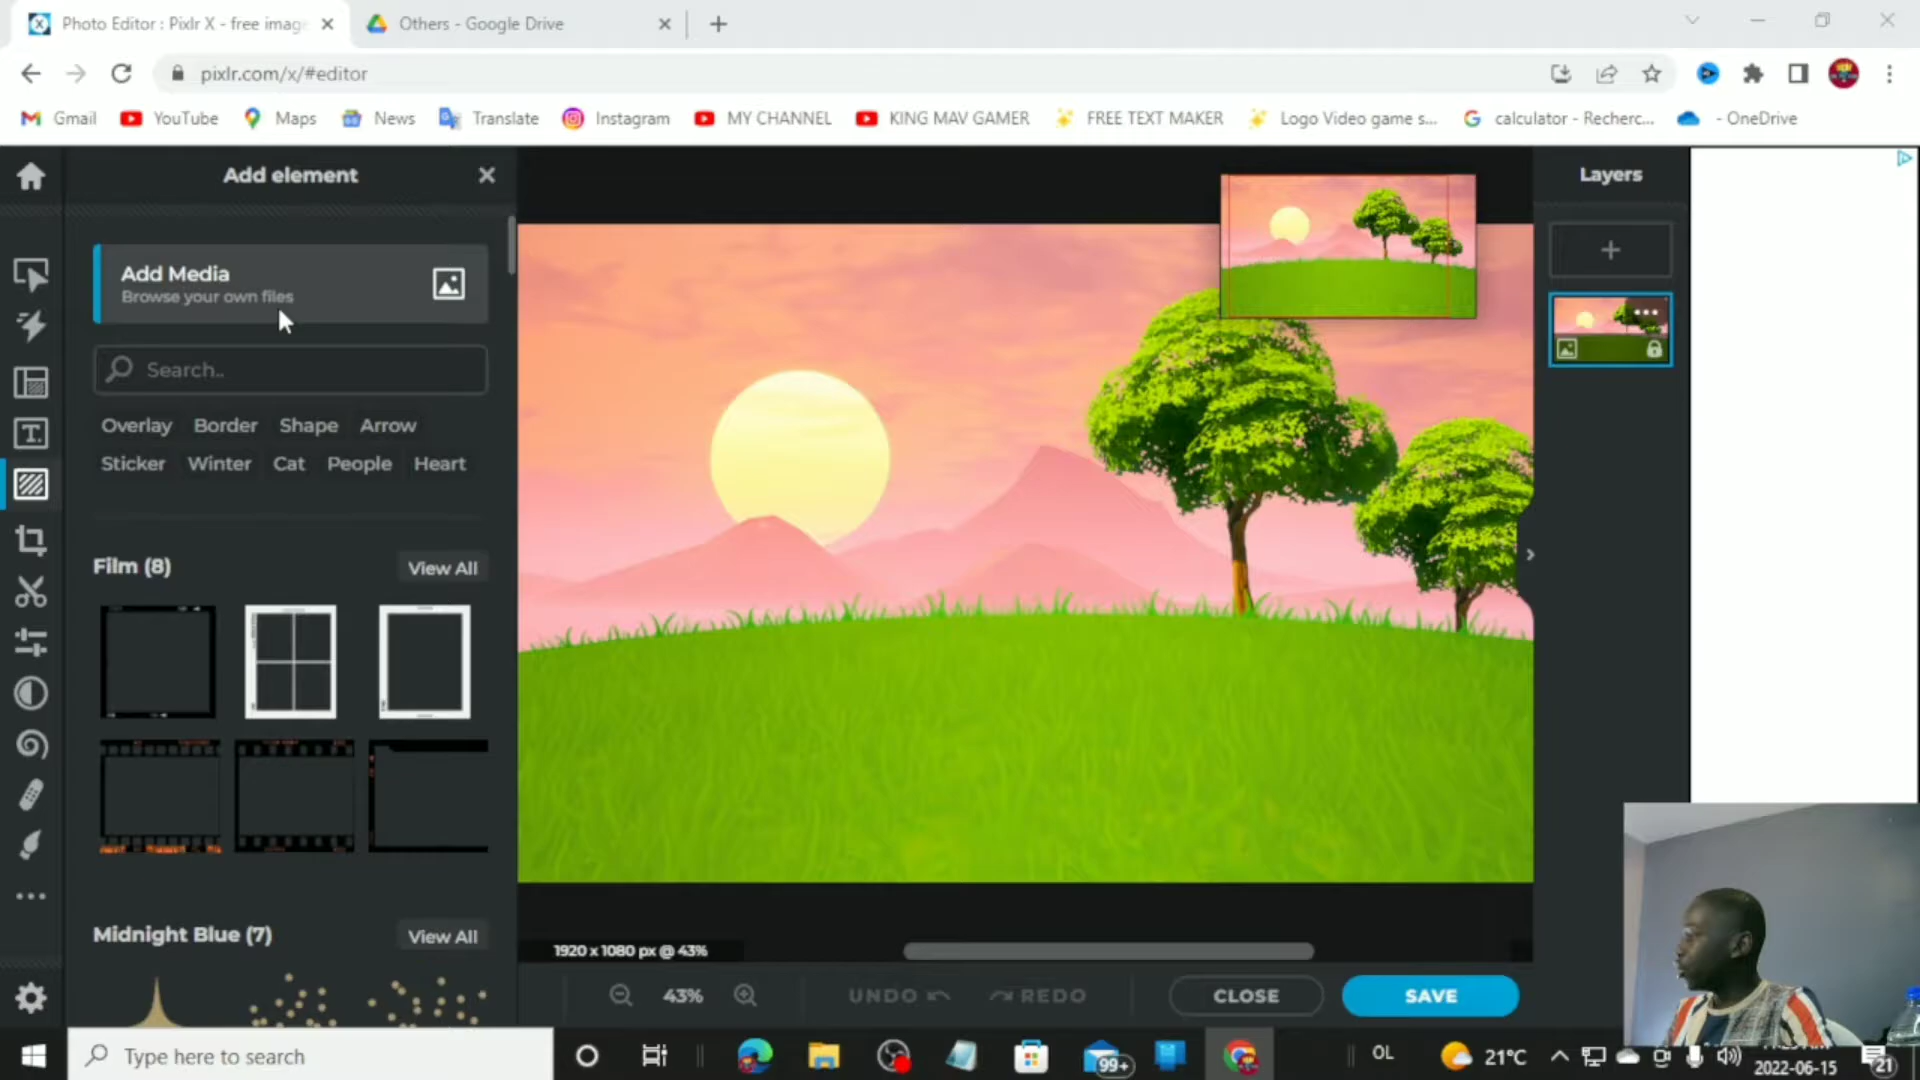 Photo Editor : Pixlr X - free imag
Others - Google Drive
pixlr.com/x/#editor
Gmail
YouTube
Maps
News
Translate
Instagram
MY CHANNEL
KING MAV GAMER
FREE TEXT MAKER
Logo Video game s...
calculator - Recherc...
- OneDrive
Add element
Layers
Add Media
Browse your own files
Search..
Overlay Border Shape Arrow
Sticker Winter Cat People Heart
Film (8)
View All
Midnight Blue (7)
View All
1920 x 1080 px @ 43%
43%
UNDO
REDO
CLOSE
SAVE
Type here to search
99+
OL
21°C
2022-06-15
21